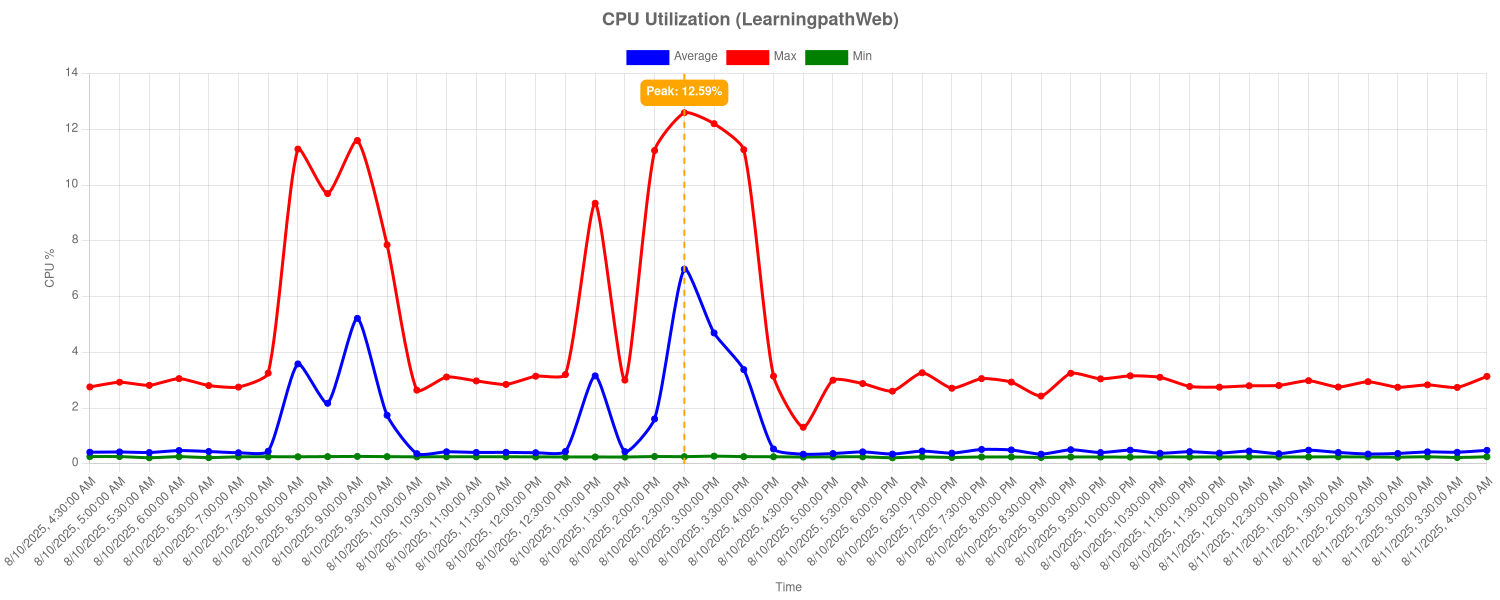 CPU Utilization (LearningpathWeb)
Average Max Min
Peak: 12.59%
CPU %
14
12
10
8
6
4
2
0
8/10/2025, 4:30:00 AM
8/10/2025, 5:00:00 AM
8/10/2025, 5:30:00 AM
8/10/2025, 6:00:00 AM
8/10/2025, 6:30:00 AM
8/10/2025, 7:00:00 AM
8/10/2025, 7:30:00 AM
8/10/2025, 8:00:00 AM
8/10/2025, 8:30:00 AM
8/10/2025, 9:00:00 AM
8/10/2025, 9:30:00 AM
8/10/2025, 10:00:00 AM
8/10/2025, 10:30:00 AM
8/10/2025, 11:00:00 AM
8/10/2025, 11:30:00 AM
8/10/2025, 12:00:00 PM
8/10/2025, 12:30:00 PM
8/10/2025, 1:00:00 PM
8/10/2025, 1:30:00 PM
8/10/2025, 2:00:00 PM
8/10/2025, 2:30:00 PM
8/10/2025, 3:00:00 PM
8/10/2025, 3:30:00 PM
8/10/2025, 4:00:00 PM
8/10/2025, 4:30:00 PM
8/10/2025, 5:00:00 PM
8/10/2025, 5:30:00 PM
8/10/2025, 6:00:00 PM
8/10/2025, 6:30:00 PM
8/10/2025, 7:00:00 PM
8/10/2025, 7:30:00 PM
8/10/2025, 8:00:00 PM
8/10/2025, 8:30:00 PM
8/10/2025, 9:00:00 PM
8/10/2025, 9:30:00 PM
8/10/2025, 10:00:00 PM
8/10/2025, 10:30:00 PM
8/10/2025, 11:00:00 PM
8/10/2025, 11:30:00 PM
8/11/2025, 12:00:00 AM
8/11/2025, 12:30:00 AM
8/11/2025, 1:00:00 AM
8/11/2025, 1:30:00 AM
8/11/2025, 2:00:00 AM
8/11/2025, 2:30:00 AM
8/11/2025, 3:00:00 AM
8/11/2025, 3:30:00 AM
8/11/2025, 4:00:00 AM
Time